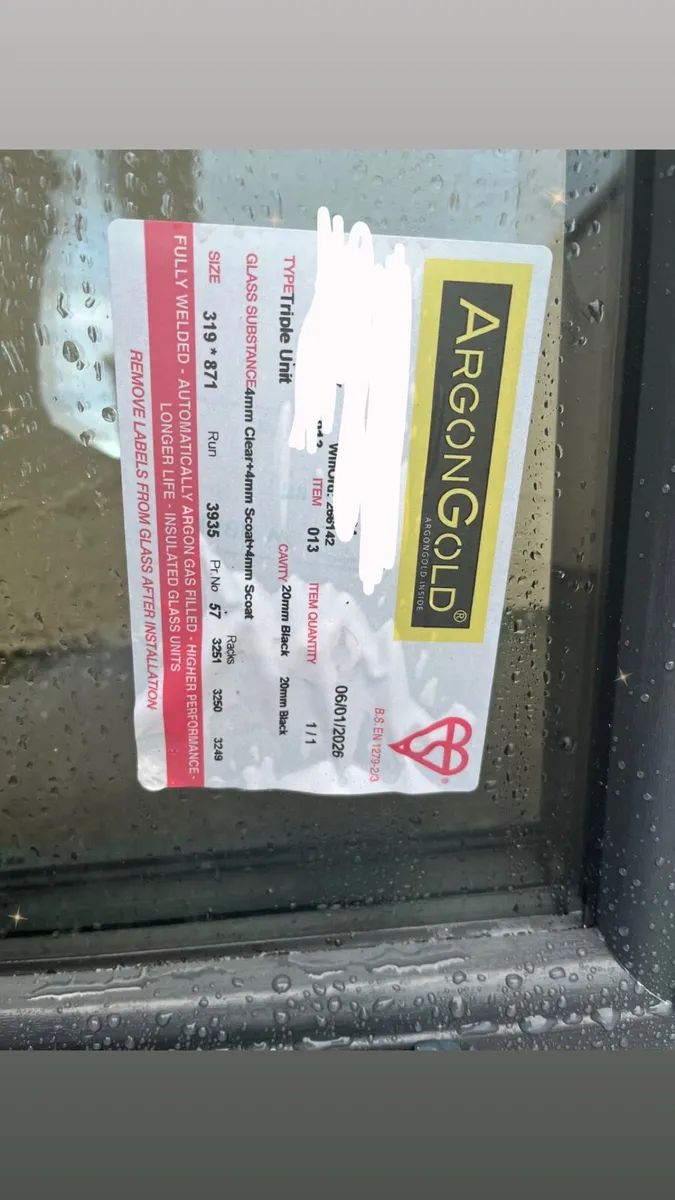 ARGONGOLD®
ARGONGOLD INSIDE
B.S. EN 1279-2/3
06/01/2026
ITEM 013 ITEM QUANTITY 1 / 1
TYPE Triple Unit CAVITY 20mm Black 20mm Black
GLASS SUBSTANCE 4mm Clear+4mm Scoat+4mm Scoat
Racks
SIZE 319 * 871 Run 3935 Pr. No 57 3251 3250 3249
FULLY WELDED - AUTOMATICALLY ARGON GAS FILLED - HIGHER PERFORMANCE -
LONGER LIFE - INSULATED GLASS UNITS
REMOVE LABELS FROM GLASS AFTER INSTALLATION